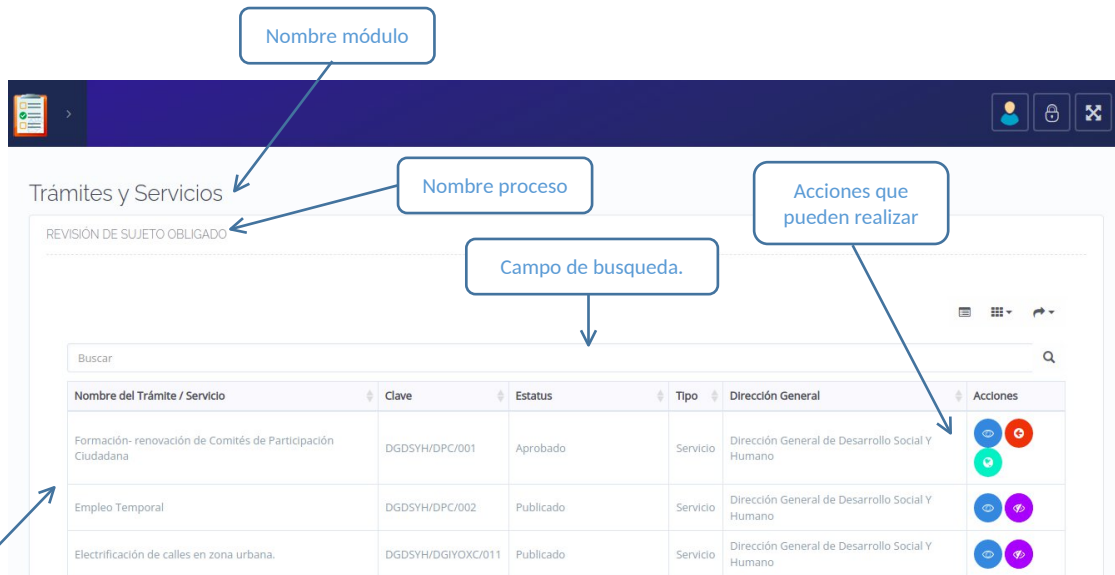 Nombre módulo
Trámites y Servicios
Nombre proceso
Acciones que
pueden realizar
REVISIÓN DE SUJETO OBLIGADO
Campo de busqueda.
Buscar
Nombre del Trámite / Servicio Clave Estatus Tipo Dirección General Acciones
Formación- renovación de Comités de Participación
Ciudadana
DGDSYH/DPC/001 Aprobado Servicio
Dirección General de Desarrollo Social Y
Humano
Empleo Temporal DGDSYH/DPC/002 Publicado Servicio
Dirección General de Desarrollo Social Y
Humano
Electrificación de calles en zona urbana. DGDSYH/DGIYOXC/011 Publicado Servicio
Dirección General de Desarrollo Social Y
Humano